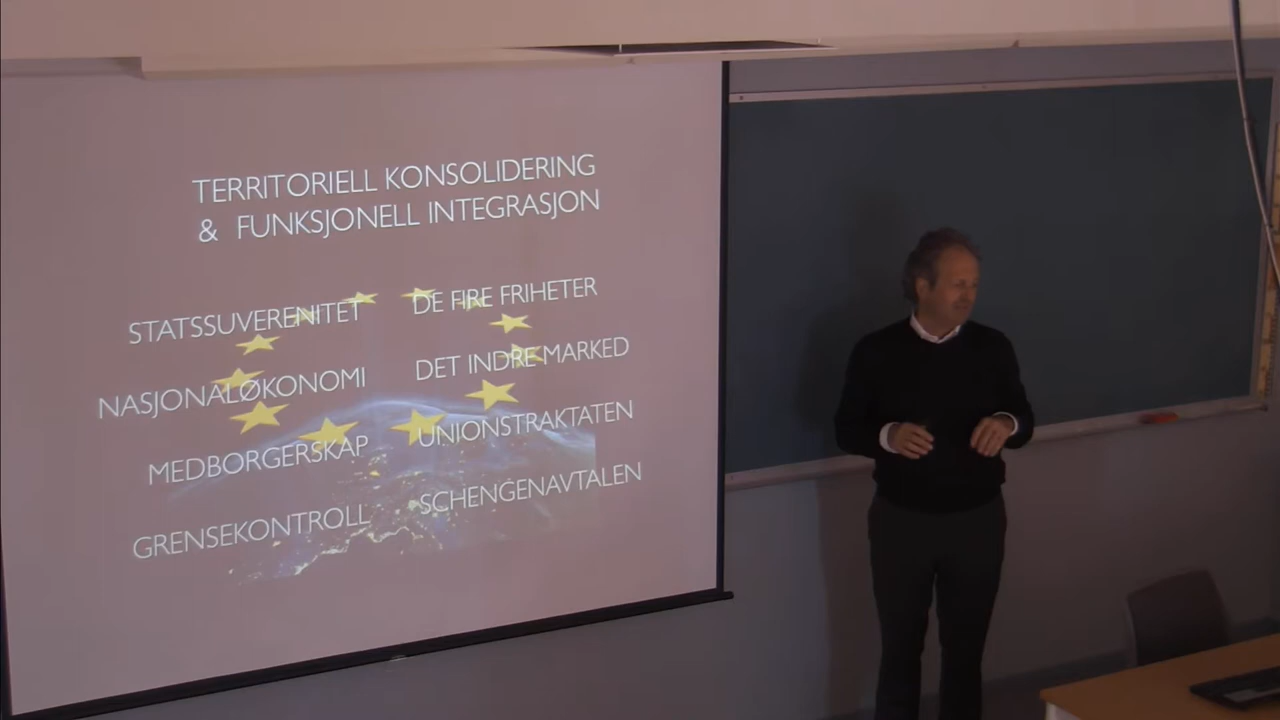 TERRITORIELL KONSOLIDERING
& FUNKSJONELL INTEGRASJON
STATSSUVERENITET
NASJONALØKONOMI
MEDBORGERSKAP
GRENSEKONTROLL
DE FIRE FRIHETER
DET INDRE MARKED
UNIONSTRAKTATEN
SCHENGENAVTALEN